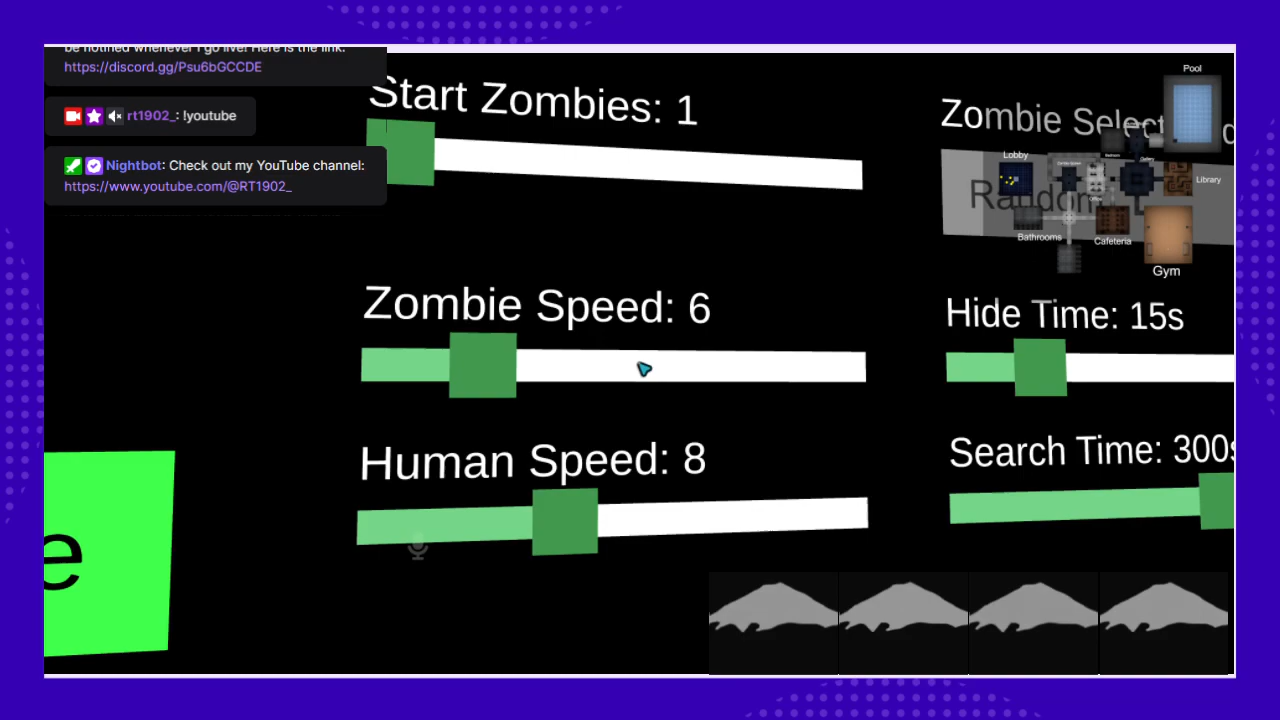 be notified whenever I go live! Here is the link:
https://discord.gg/Psu6bGCCDE
rt1902_: !youtube
Nightbot: Check out my YouTube channel:
https://www.youtube.com/@RT1902_
Start Zombies: 1
Zombie Speed: 6
Human Speed: 8
e
Zombie Select
Random
Hide Time: 15s
Search Time: 300s
Pool
Lobby
Library
Office
Bathrooms
Cafeteria
Gym